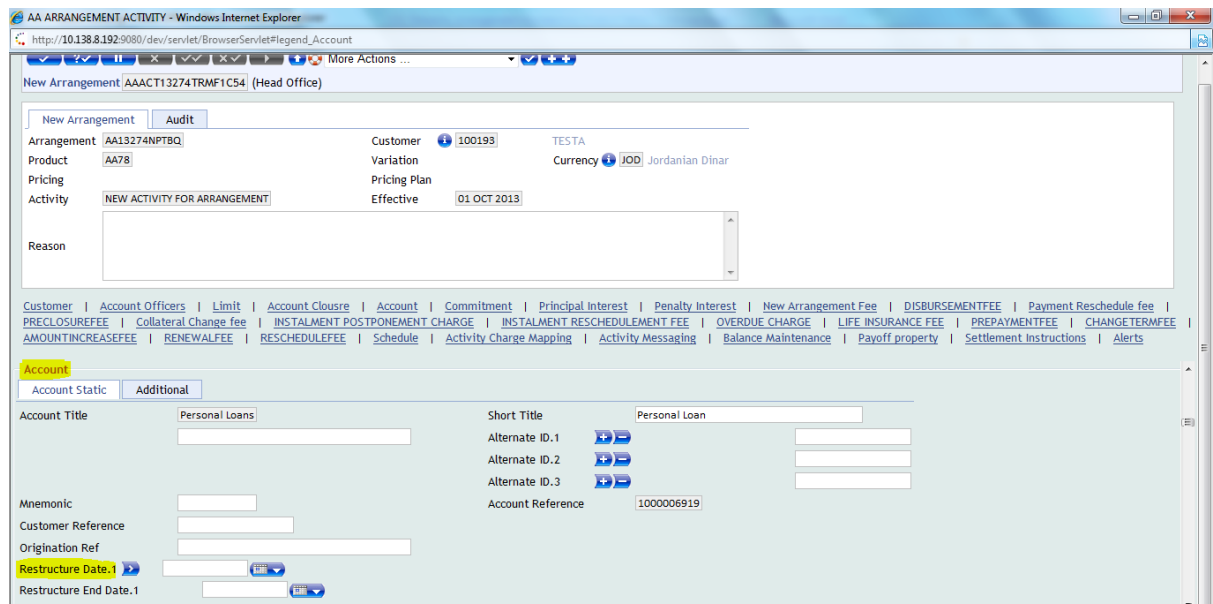 AA ARRANGEMENT ACTIVITY - Windows Internet Explorer
http://10.138.8.192:9080/dev/servlet/BrowserServlet#legend_Account
More Actions ...
New Arrangement AAACT13274TRMF1C54 (Head Office)
New Arrangement Audit
Arrangement AA13274NPTBQ Customer 100193 TESTA
Product AA78 Variation Currency JOD Jordanian Dinar
Pricing Pricing Plan
Activity NEW ACTIVITY FOR ARRANGEMENT Effective 01 OCT 2013
Reason
Customer | Account Officers | Limit | Account Clousre | Account | Commitment | Principal Interest | Penalty Interest | New Arrangement Fee | DISBURSEMENTFEE | Payment Reschedule fee |
PRECLOSUREFEE | Collateral Change fee | INSTALMENT POSTPONEMENT CHARGE | INSTALMENT RESCHEDULEMENT FEE | OVERDUE CHARGE | LIFE INSURANCE FEE | PREPAYMENTFEE | CHANGETERMFEE |
AMOUNTINCREASEFEE | RENEWALFEE | RESCHEDULEFEE | Schedule | Activity Charge Mapping | Activity Messaging | Balance Maintenance | Payoff property | Settlement Instructions | Alerts
Account
Account Static Additional
Account Title Personal Loans Short Title Personal Loan
Alternate ID.1
Alternate ID.2
Alternate ID.3
Mnemonic Account Reference 1000006919
Customer Reference
Origination Ref
Restructure Date.1
Restructure End Date.1